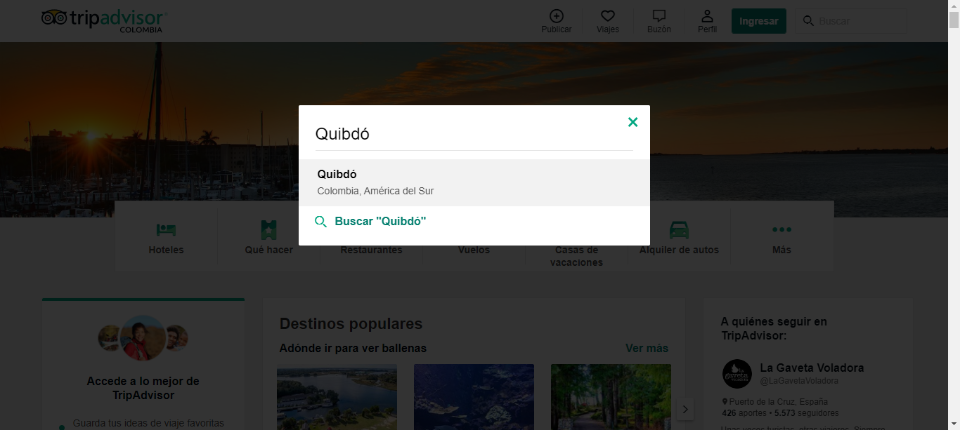 tripadvisor
COLOMBIA
Publicar
Viajes
Buzón
Perfil
Ingresar
Buscar
Quibdó
Quibdó
Colombia, América del Sur
Buscar "Quibdó"
Hoteles
Qué hacer
Restaurantes
Vuelos
Casas de
vacaciones
Alquiler de autos
Más
Accede a lo mejor de
TripAdvisor
Guarda tus ideas de viaje favoritas
Destinos populares
Adónde ir para ver ballenas
Ver más
A quiénes seguir en
TripAdvisor:
La Gaveta Voladora
@LaGavetaVoladora
Puerto de la Cruz, España
426 aportes • 5.573 seguidores